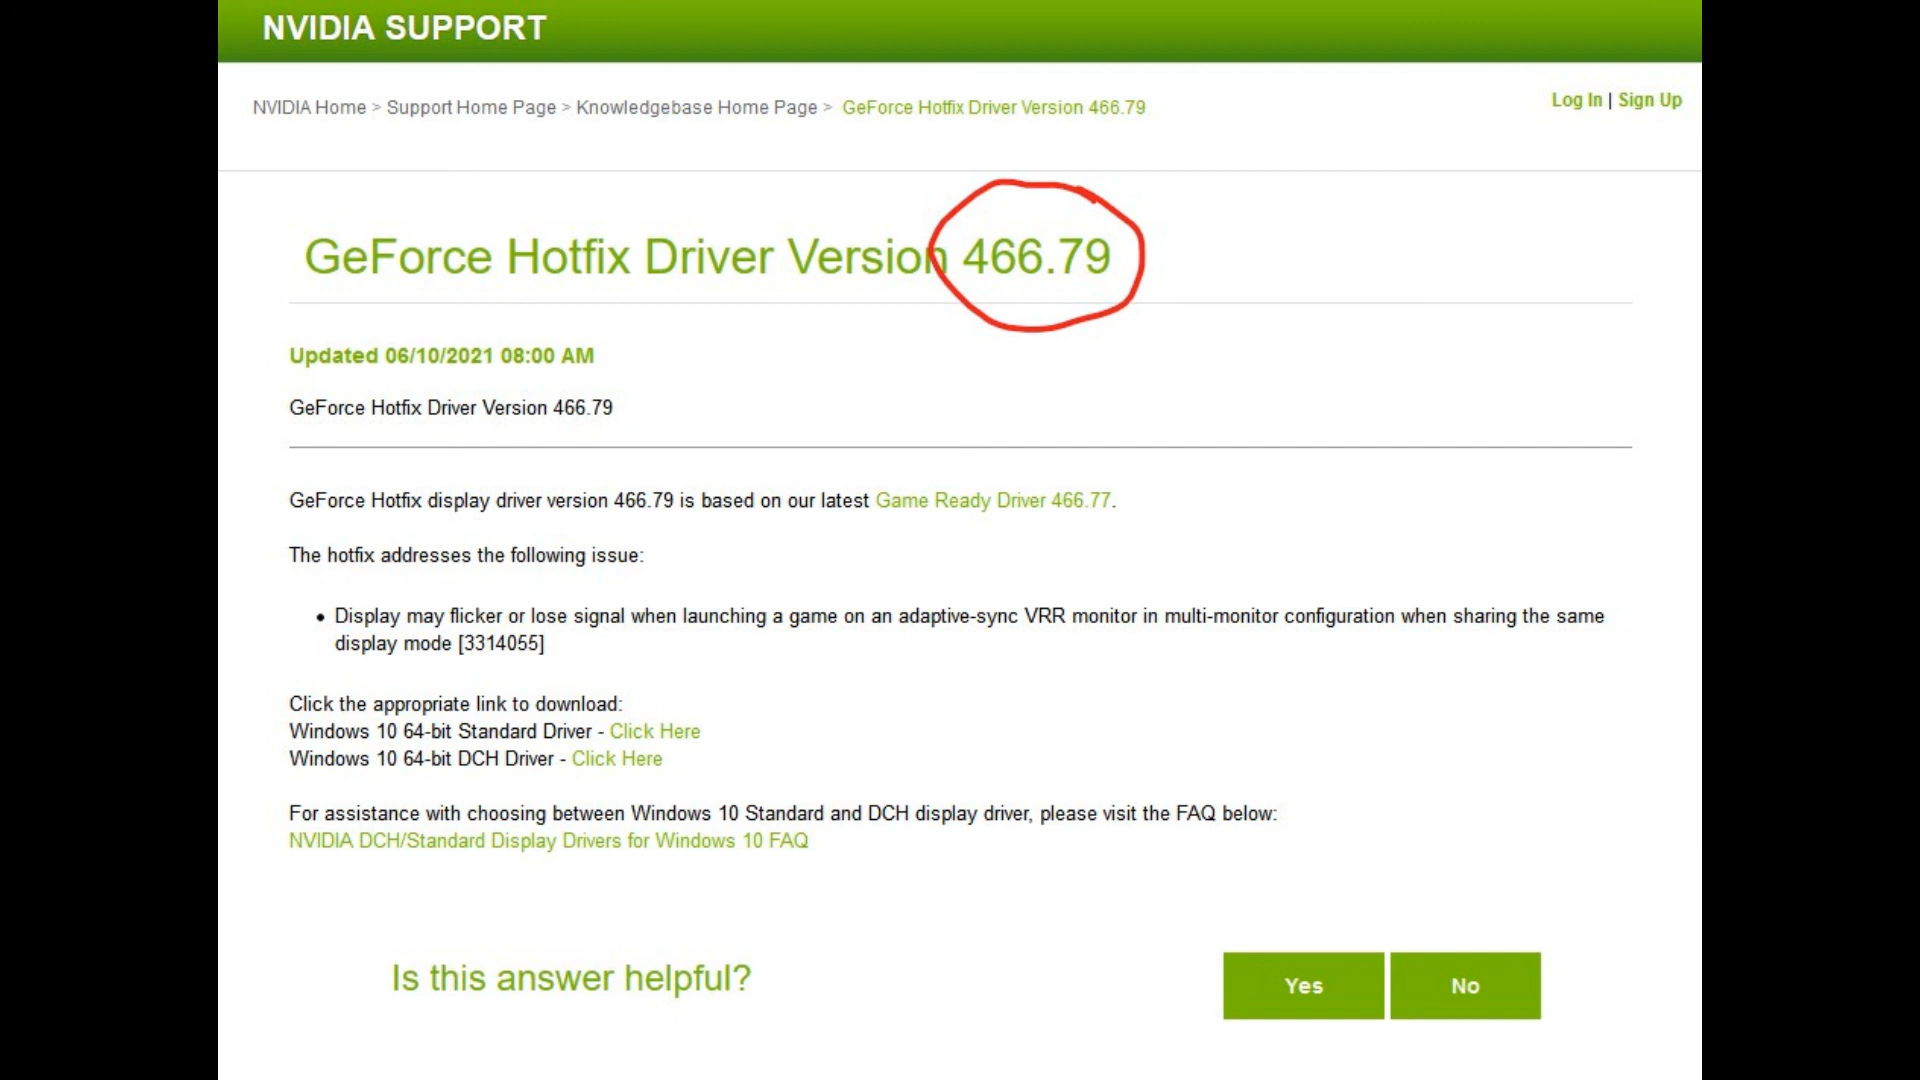 NVIDIA SUPPORT
NVIDIA Home > Support Home Page > Knowledgebase Home Page > GeForce Hotfix Driver Version 466.79
Log In | Sign Up
GeForce Hotfix Driver Version 466.79
Updated 06/10/2021 08:00 AM
GeForce Hotfix Driver Version 466.79
GeForce Hotfix display driver version 466.79 is based on our latest Game Ready Driver 466.77.
The hotfix addresses the following issue:
• Display may flicker or lose signal when launching a game on an adaptive-sync VRR monitor in multi-monitor configuration when sharing the same
display mode [3314055]
Click the appropriate link to download:
Windows 10 64-bit Standard Driver - Click Here
Windows 10 64-bit DCH Driver - Click Here
For assistance with choosing between Windows 10 Standard and DCH display driver, please visit the FAQ below:
NVIDIA DCH/Standard Display Drivers for Windows 10 FAQ
Is this answer helpful?
Yes
No